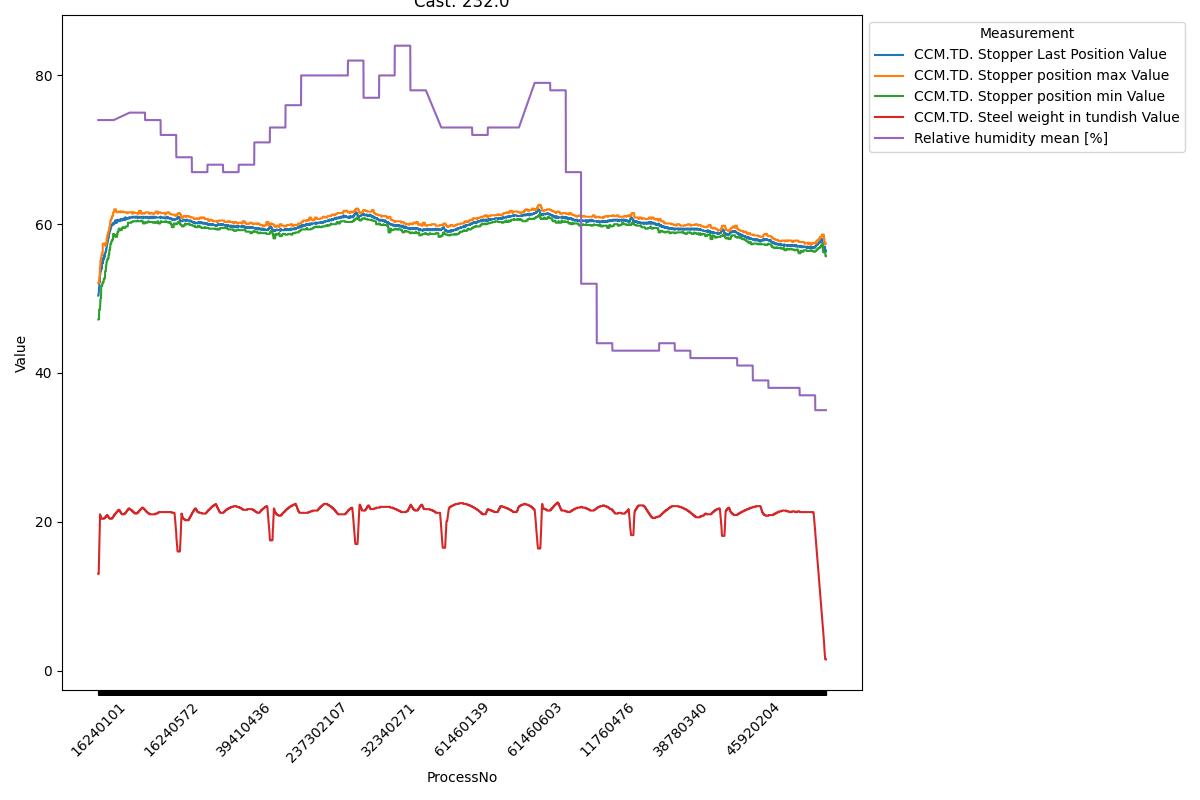 Cast: 232.0
Measurement
CCM.TD. Stopper Last Position Value
CCM.TD. Stopper position max Value
CCM.TD. Stopper position min Value
CCM.TD. Steel weight in tundish Value
Relative humidity mean [%]
Value
80
60
40
20
0
16240101
16240572
39410436
237302107
32340271
61460139
61460603
11760476
38780340
45920204
ProcessNo